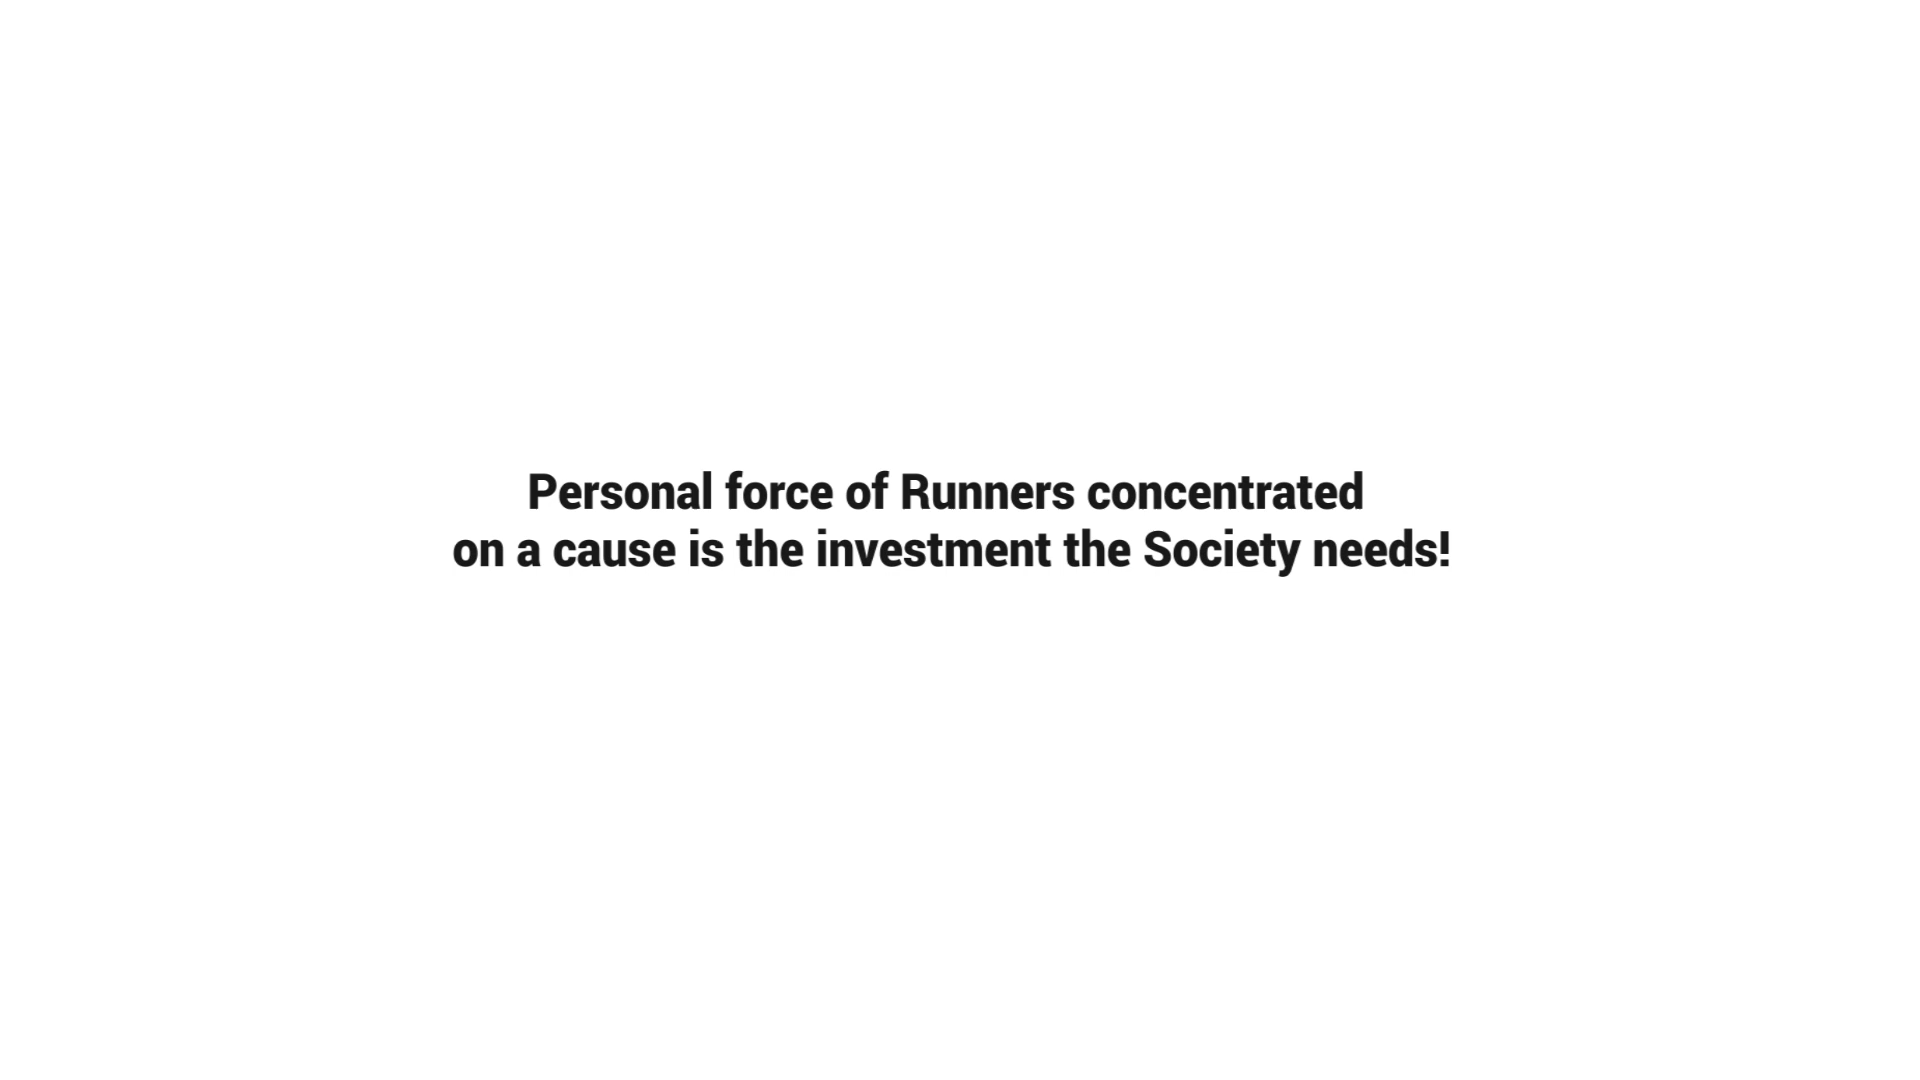 Personal force of Runners concentrated
on a cause is the investment the Society needs!